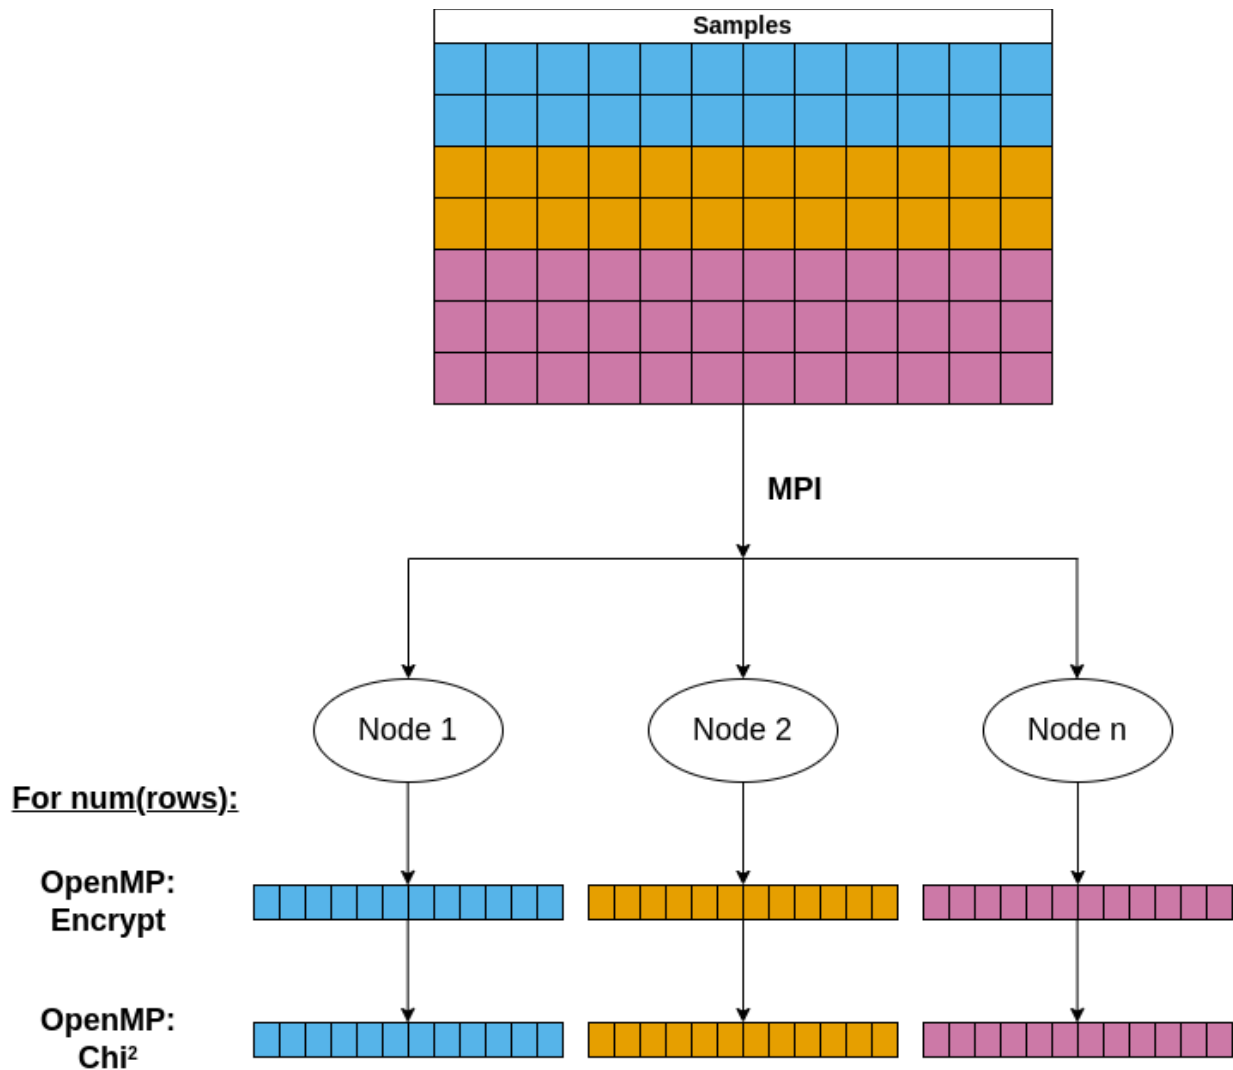 Samples
MPI
Node 1
Node 2
Node n
For num(rows):
OpenMP:
Encrypt
OpenMP:
Chi²